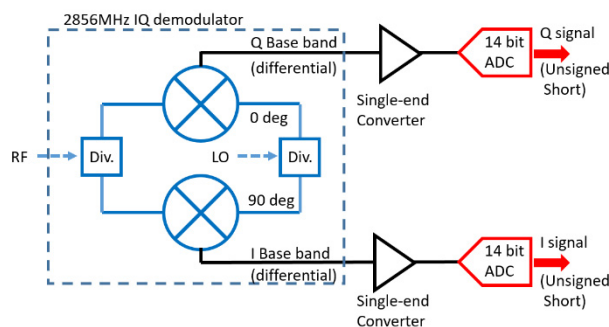 2856MHz IQ demodulator
Q Base band
(differential)
0 deg
Single-end
Converter
14 bit
ADC
Q signal
(Unsigned
Short)
RF
Div.
LO
Div.
90 deg
I Base band
(differential)
Single-end
Converter
14 bit
ADC
I signal
(Unsigned
Short)